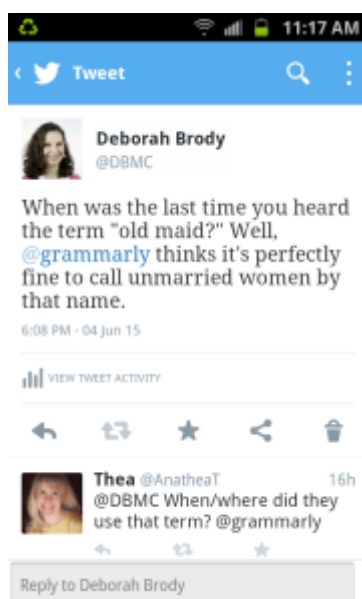 11:17 AM
Tweet
Deborah Brody
@DBMC
When was the last time you heard
the term "old maid?" Well,
@grammarly thinks it's perfectly
fine to call unmarried women by
that name.
6:08 PM · 04 Jun 15
VIEW TWEET ACTIVITY
Thea @AnatheaT 16h
@DBMC When/where did they
use that term? @grammarly
Reply to Deborah Brody